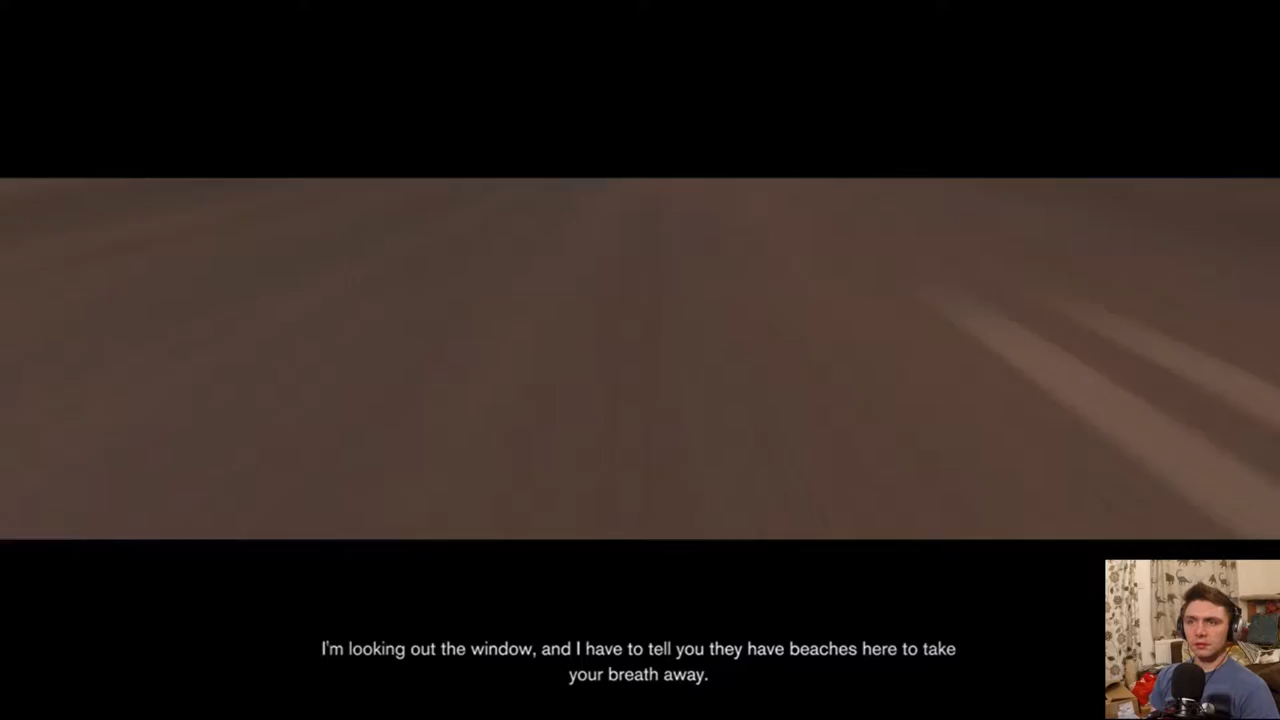 I'm looking out the window, and I have to tell you they have beaches here to take
your breath away.